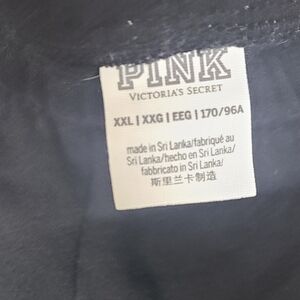 PINK
VICTORIA'S SECRET
XXL | XXG | EEG | 170/96A
made in Sri Lanka/fabriqué au
Sri Lanka/hecho en Sri Lanka/
fabbricato in Sri Lanka/
斯里兰卡制造